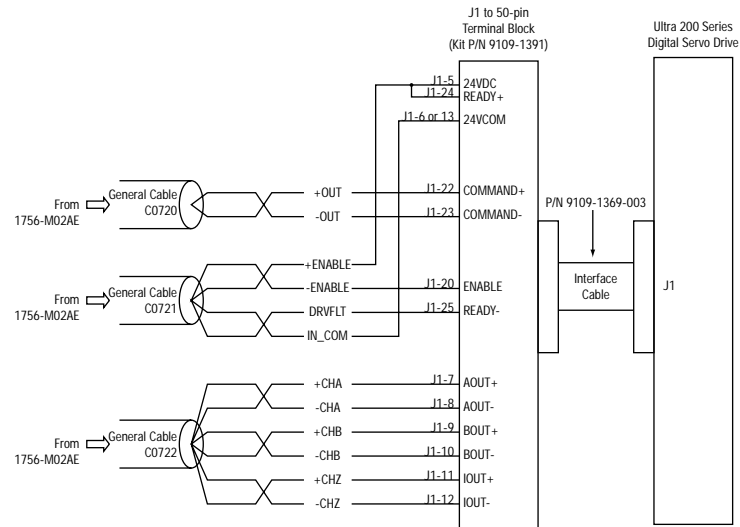 J1 to 50-pin
Terminal Block
(Kit P/N 9109-1391)
Ultra 200 Series
Digital Servo Drive
J1-5 24VDC
J1-24 READY+
J1-6 or 13 24VCOM
From
1756-M02AE
General Cable
C0720
+OUT J1-22 COMMAND+
-OUT J1-23 COMMAND-
P/N 9109-1369-003
From
1756-M02AE
General Cable
C0721
+ENABLE
-ENABLE J1-20 ENABLE
DRVFLT J1-25 READY-
IN_COM
Interface
Cable
J1
From
1756-M02AE
General Cable
C0722
+CHA J1-7 AOUT+
-CHA J1-8 AOUT-
+CHB J1-9 BOUT+
-CHB J1-10 BOUT-
+CHZ J1-11 IOUT+
-CHZ J1-12 IOUT-